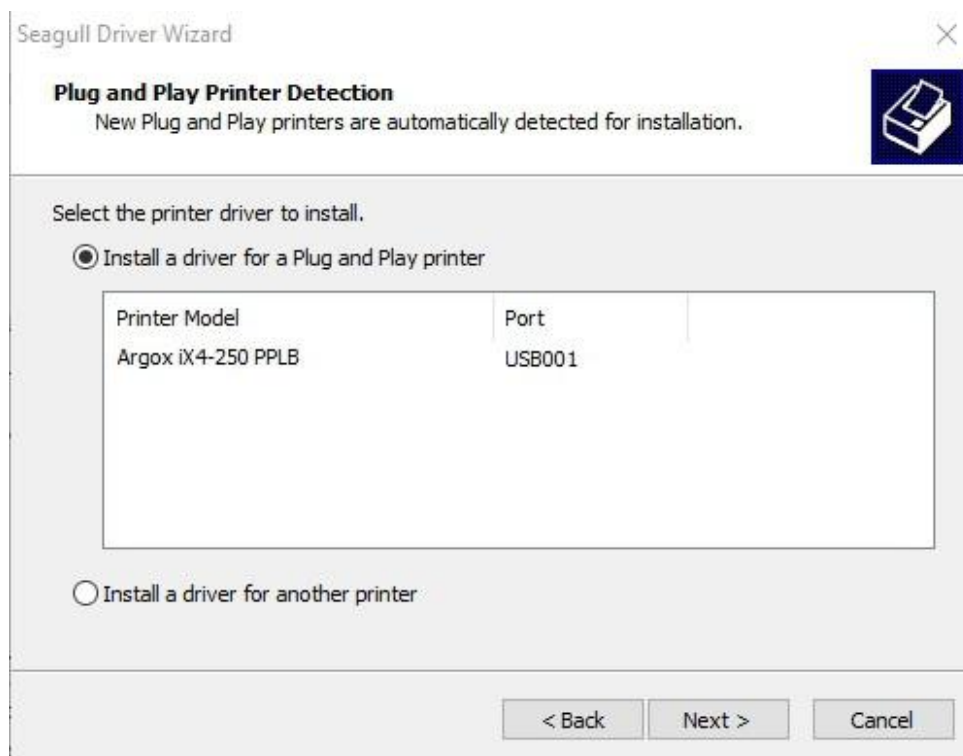 Seagull Driver Wizard
Plug and Play Printer Detection
New Plug and Play printers are automatically detected for installation.
Select the printer driver to install.
Install a driver for a Plug and Play printer
Printer Model Port
Argox iX4-250 PPLB USB001
Install a driver for another printer
< Back Next > Cancel